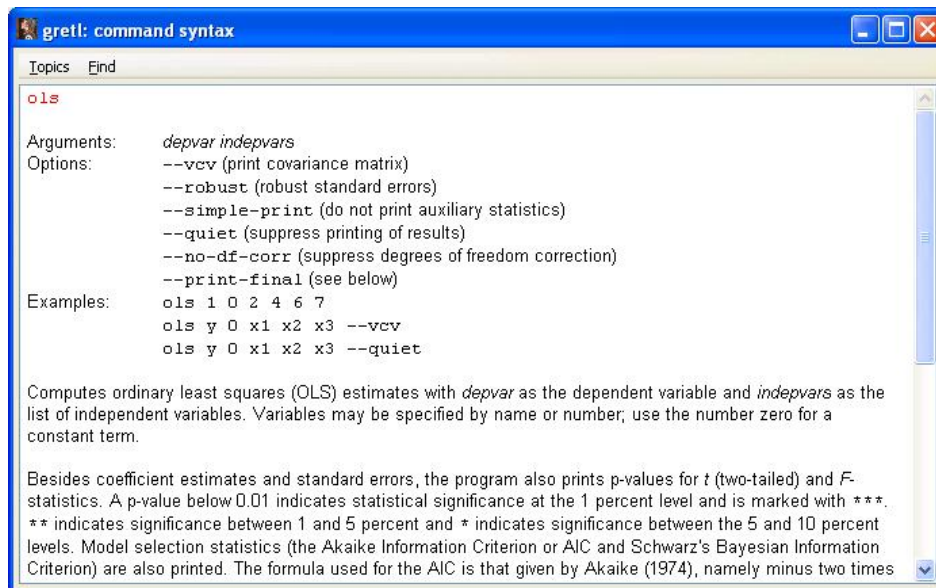 gretl: command syntax
Topics Find
ols
Arguments: depvar indepvars
Options: --vcv (print covariance matrix)
--robust (robust standard errors)
--simple-print (do not print auxiliary statistics)
--quiet (suppress printing of results)
--no-df-corr (suppress degrees of freedom correction)
--print-final (see below)
Examples: ols 1 0 2 4 6 7
ols y 0 x1 x2 x3 --vcv
ols y 0 x1 x2 x3 --quiet
Computes ordinary least squares (OLS) estimates with depvar as the dependent variable and indepvars as the
list of independent variables. Variables may be specified by name or number; use the number zero for a
constant term.
Besides coefficient estimates and standard errors, the program also prints p-values for t (two-tailed) and F-
statistics. A p-value below 0.01 indicates statistical significance at the 1 percent level and is marked with ***.
** indicates significance between 1 and 5 percent and * indicates significance between the 5 and 10 percent
levels. Model selection statistics (the Akaike Information Criterion or AIC and Schwarz's Bayesian Information
Criterion) are also printed. The formula used for the AIC is that given by Akaike (1974), namely minus two times